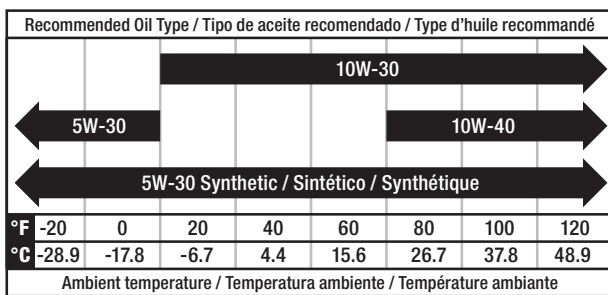 Recommended Oil Type / Tipo de aceite recomendado / Type d’huile recommandé
10W-30
5W-30 10W-40
5W-30 Synthetic / Sintético / Synthétique
°F -20 0 20 40 60 80 100 120
°C -28.9 -17.8 -6.7 4.4 15.6 26.7 37.8 48.9
Ambient temperature / Temperatura ambiente / Température ambiante